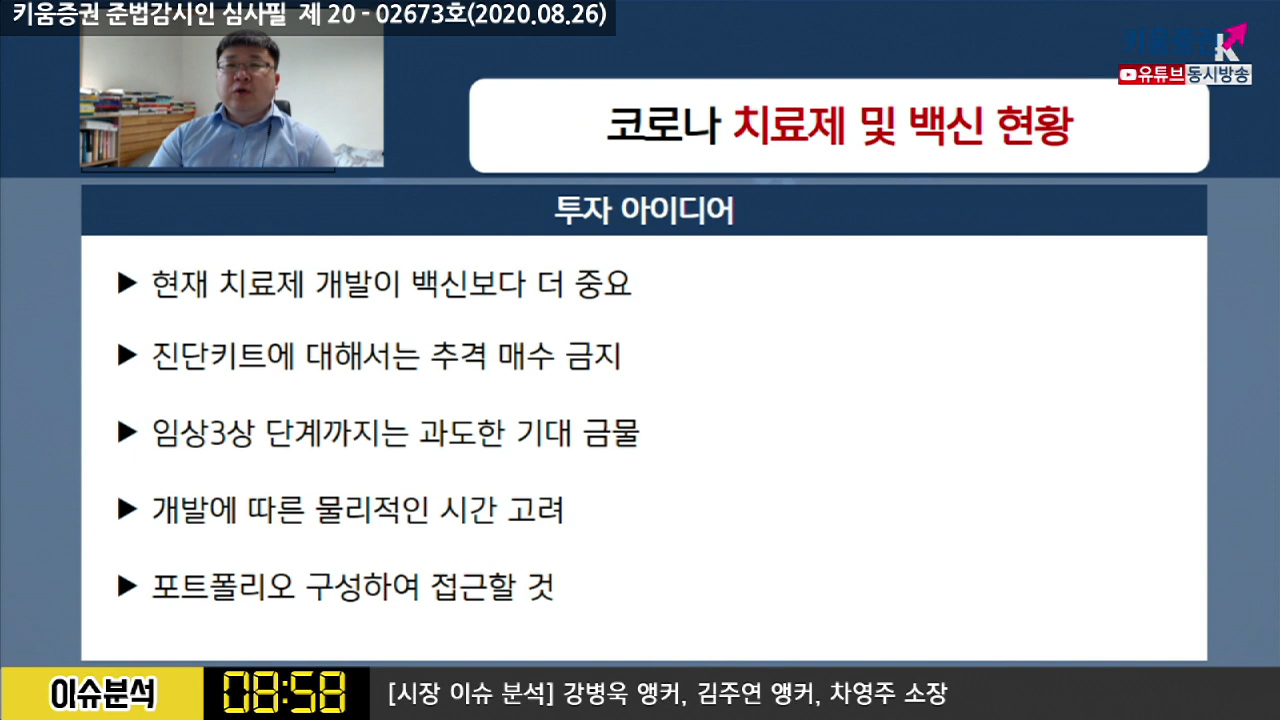 키움증권 준법감시인 심사필 제 20 - 02673호(2020.08.26)
키움증권
유튜브 동시방송
코로나 치료제 및 백신 현황
투자 아이디어
▶ 현재 치료제 개발이 백신보다 더 중요
▶ 진단키트에 대해서는 추격 매수 금지
▶ 임상3상 단계까지는 과도한 기대 금물
▶ 개발에 따른 물리적인 시간 고려
▶ 포트폴리오 구성하여 접근할 것
이슈분석 08:58 [시장 이슈 분석] 강병욱 앵커, 김주연 앵커, 차영주 소장